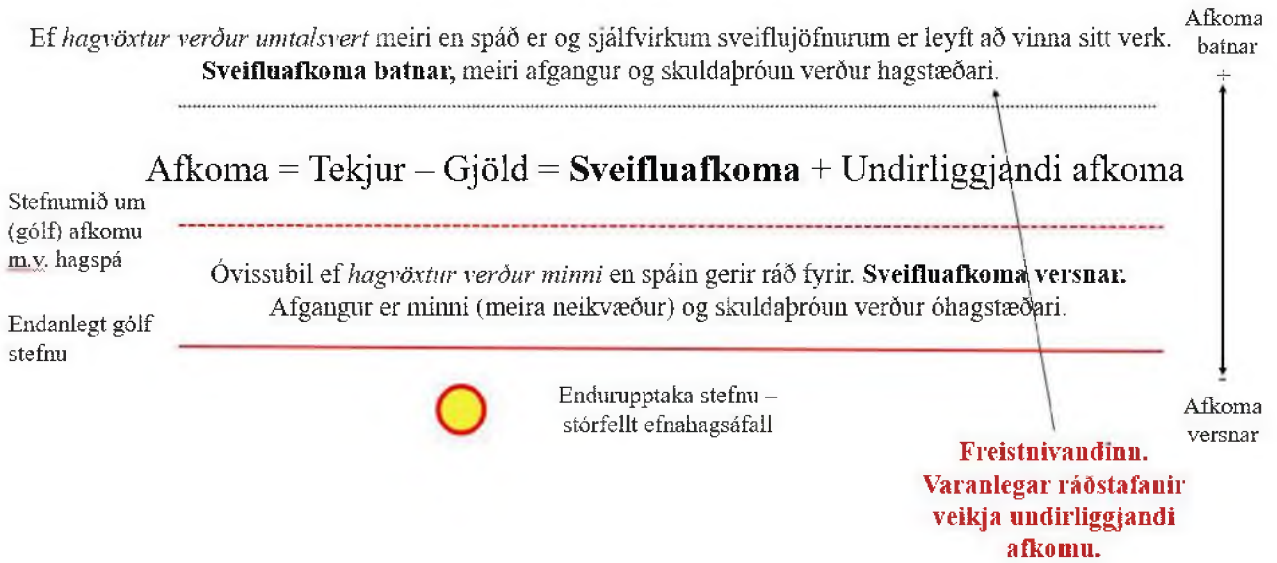 Afkoma
batnar
÷
Ef hagvöxtur verður umtalsvert meiri en spáð er og sjálfvirkum sveiflujöfnurum er leyft að vinna sitt verk.
Sveifluafkoma batnar, meiri afgangur og skuldaþróun verður hagstæðari.
Afkoma = Tekjur – Gjöld = Sveifluafkoma + Undirliggjandi afkoma
Stefnumið um
(gólf) afkomu
m.v. hagspá
Óvissubil ef hagvöxtur verður minni en spáin gerir ráð fyrir. Sveifluafkoma versnar.
Afgangur er minni (meira neikvæður) og skuldaþróun verður óhagstæðari.
Endanlegt gólf
stefnu
Endurupptaka stefnu –
stórfellt efnahagsáfall
-
Afkoma
versnar
Freistnivandinn.
Varanlegar ráðstafanir
veikja undirliggjandi
afkomu.